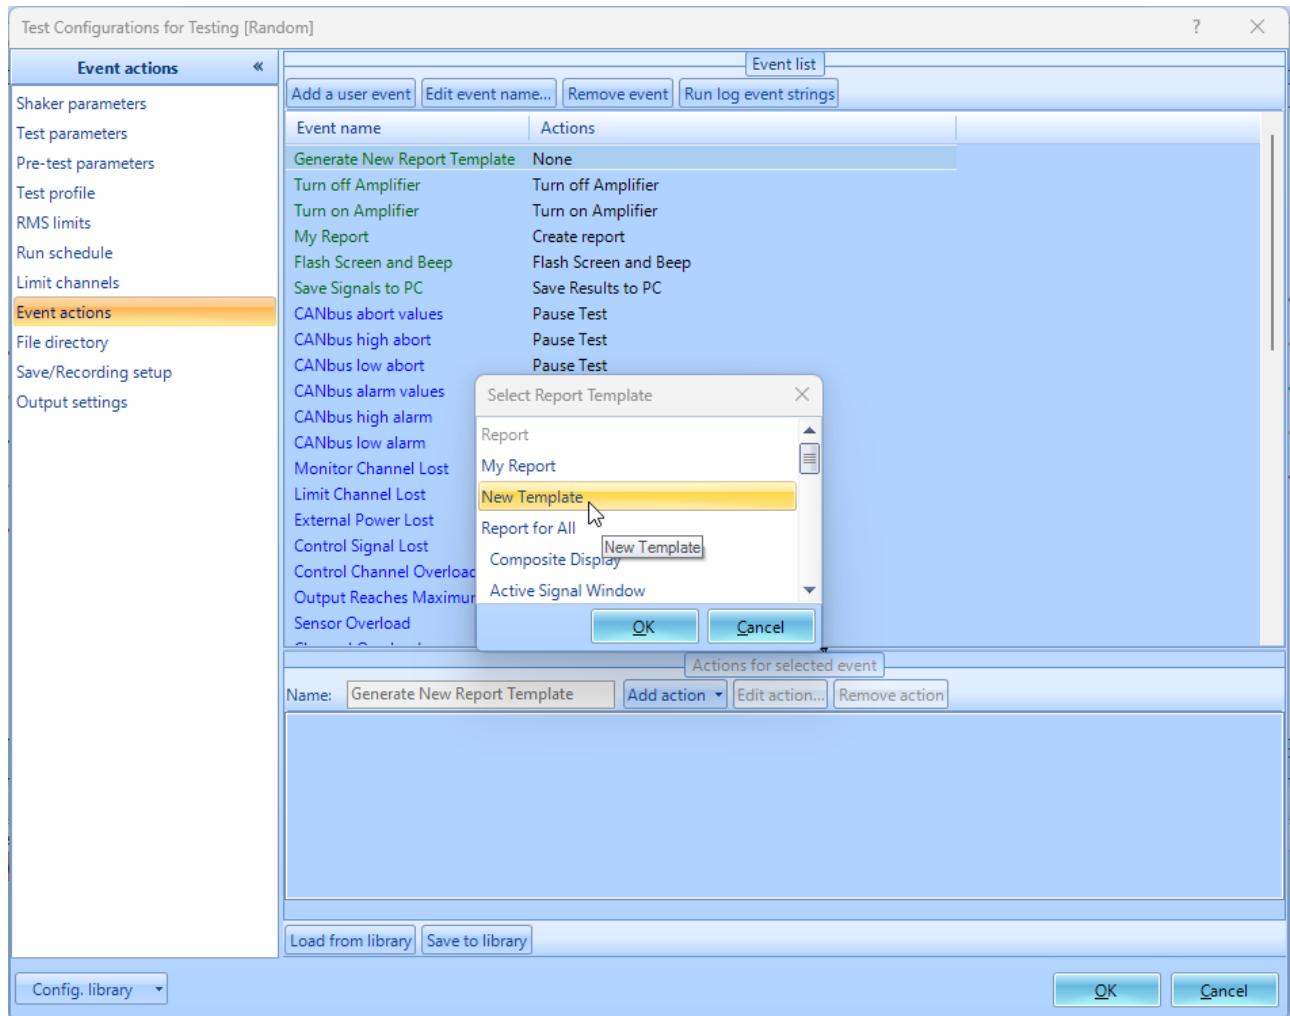 Test Configurations for Testing [Random]
?
Event actions «
Shaker parameters
Test parameters
Pre-test parameters
Test profile
RMS limits
Run schedule
Limit channels
Event actions
File directory
Save/Recording setup
Output settings
Event list
Add a user event Edit event name... Remove event Run log event strings
Event name Actions
Generate New Report Template None
Turn off Amplifier Turn off Amplifier
Turn on Amplifier Turn on Amplifier
My Report Create report
Flash Screen and Beep Flash Screen and Beep
Save Signals to PC Save Results to PC
CANbus abort values Pause Test
CANbus high abort Pause Test
CANbus low abort Pause Test
CANbus alarm values
CANbus high alarm
CANbus low alarm
Monitor Channel Lost
Limit Channel Lost
External Power Lost
Control Signal Lost
Control Channel Overload
Output Reaches Maximum
Sensor Overload
Select Report Template
Report
My Report
New Template
Report for All
New Template
Composite Display
Active Signal Window
OK Cancel
Actions for selected event
Name: Generate New Report Template Add action Edit action... Remove action
Load from library Save to library
Config. library
OK Cancel